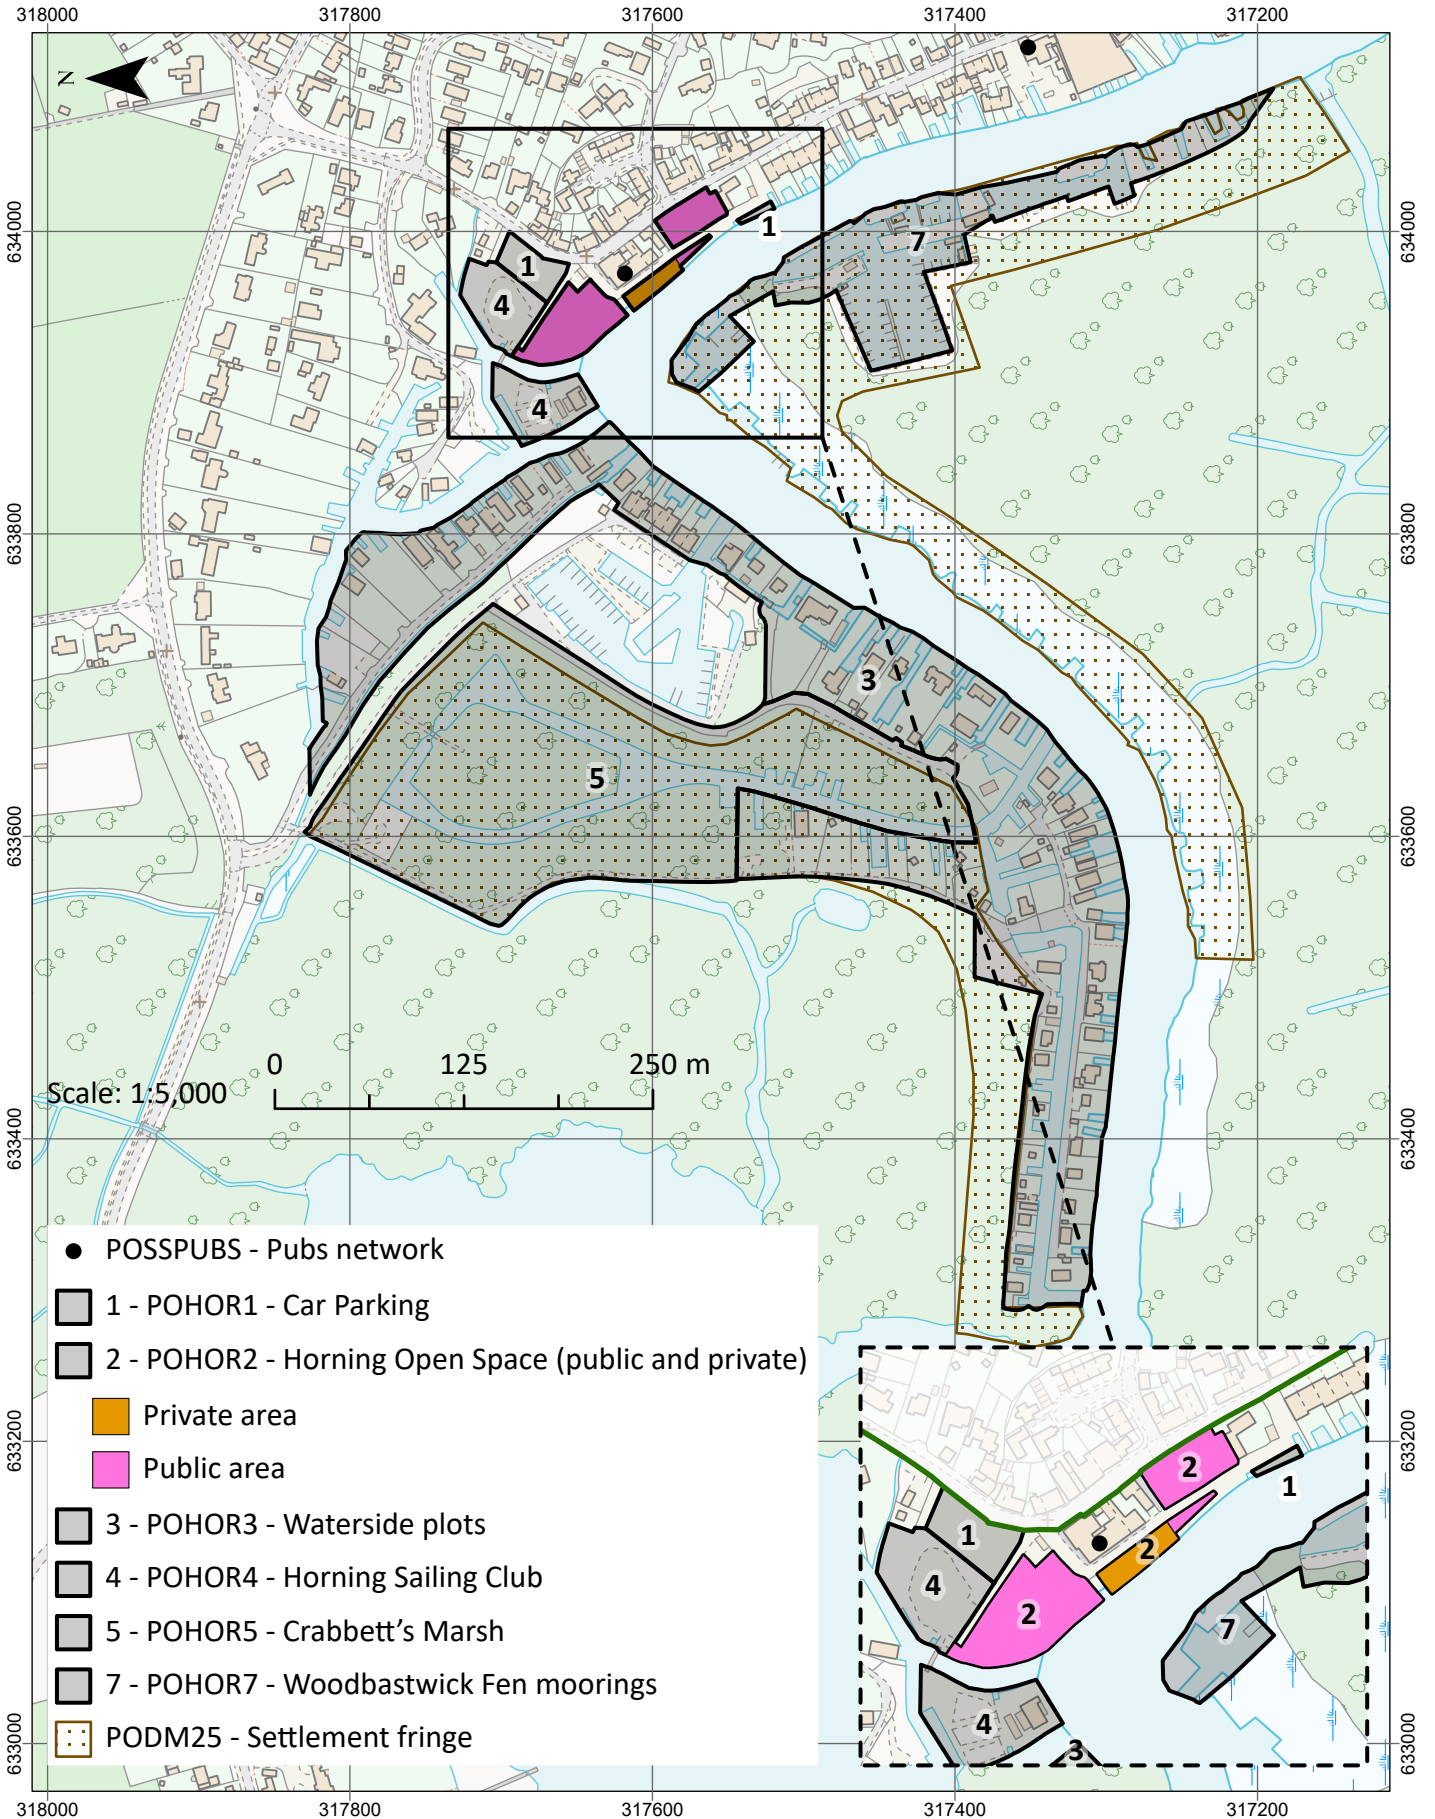 318000 317800 317600 317400 317200
N
634000 634000
1
1
7
4
4
633800 633800
3
5
633600 633600
0 125 250 m
Scale: 1:5,000
633400 633400
POSSPUBS - Pubs network
1 - POHOR1 - Car Parking
2 - POHOR2 - Horning Open Space (public and private)
Private area
Public area
3 - POHOR3 - Waterside plots
4 - POHOR4 - Horning Sailing Club
5 - POHOR5 - Crabbett's Marsh
7 - POHOR7 - Woodbastwick Fen moorings
PODM25 - Settlement fringe
633200 633200
2
1
1
2
4
2
7
4
3
633000 633000
318000 317800 317600 317400 317200